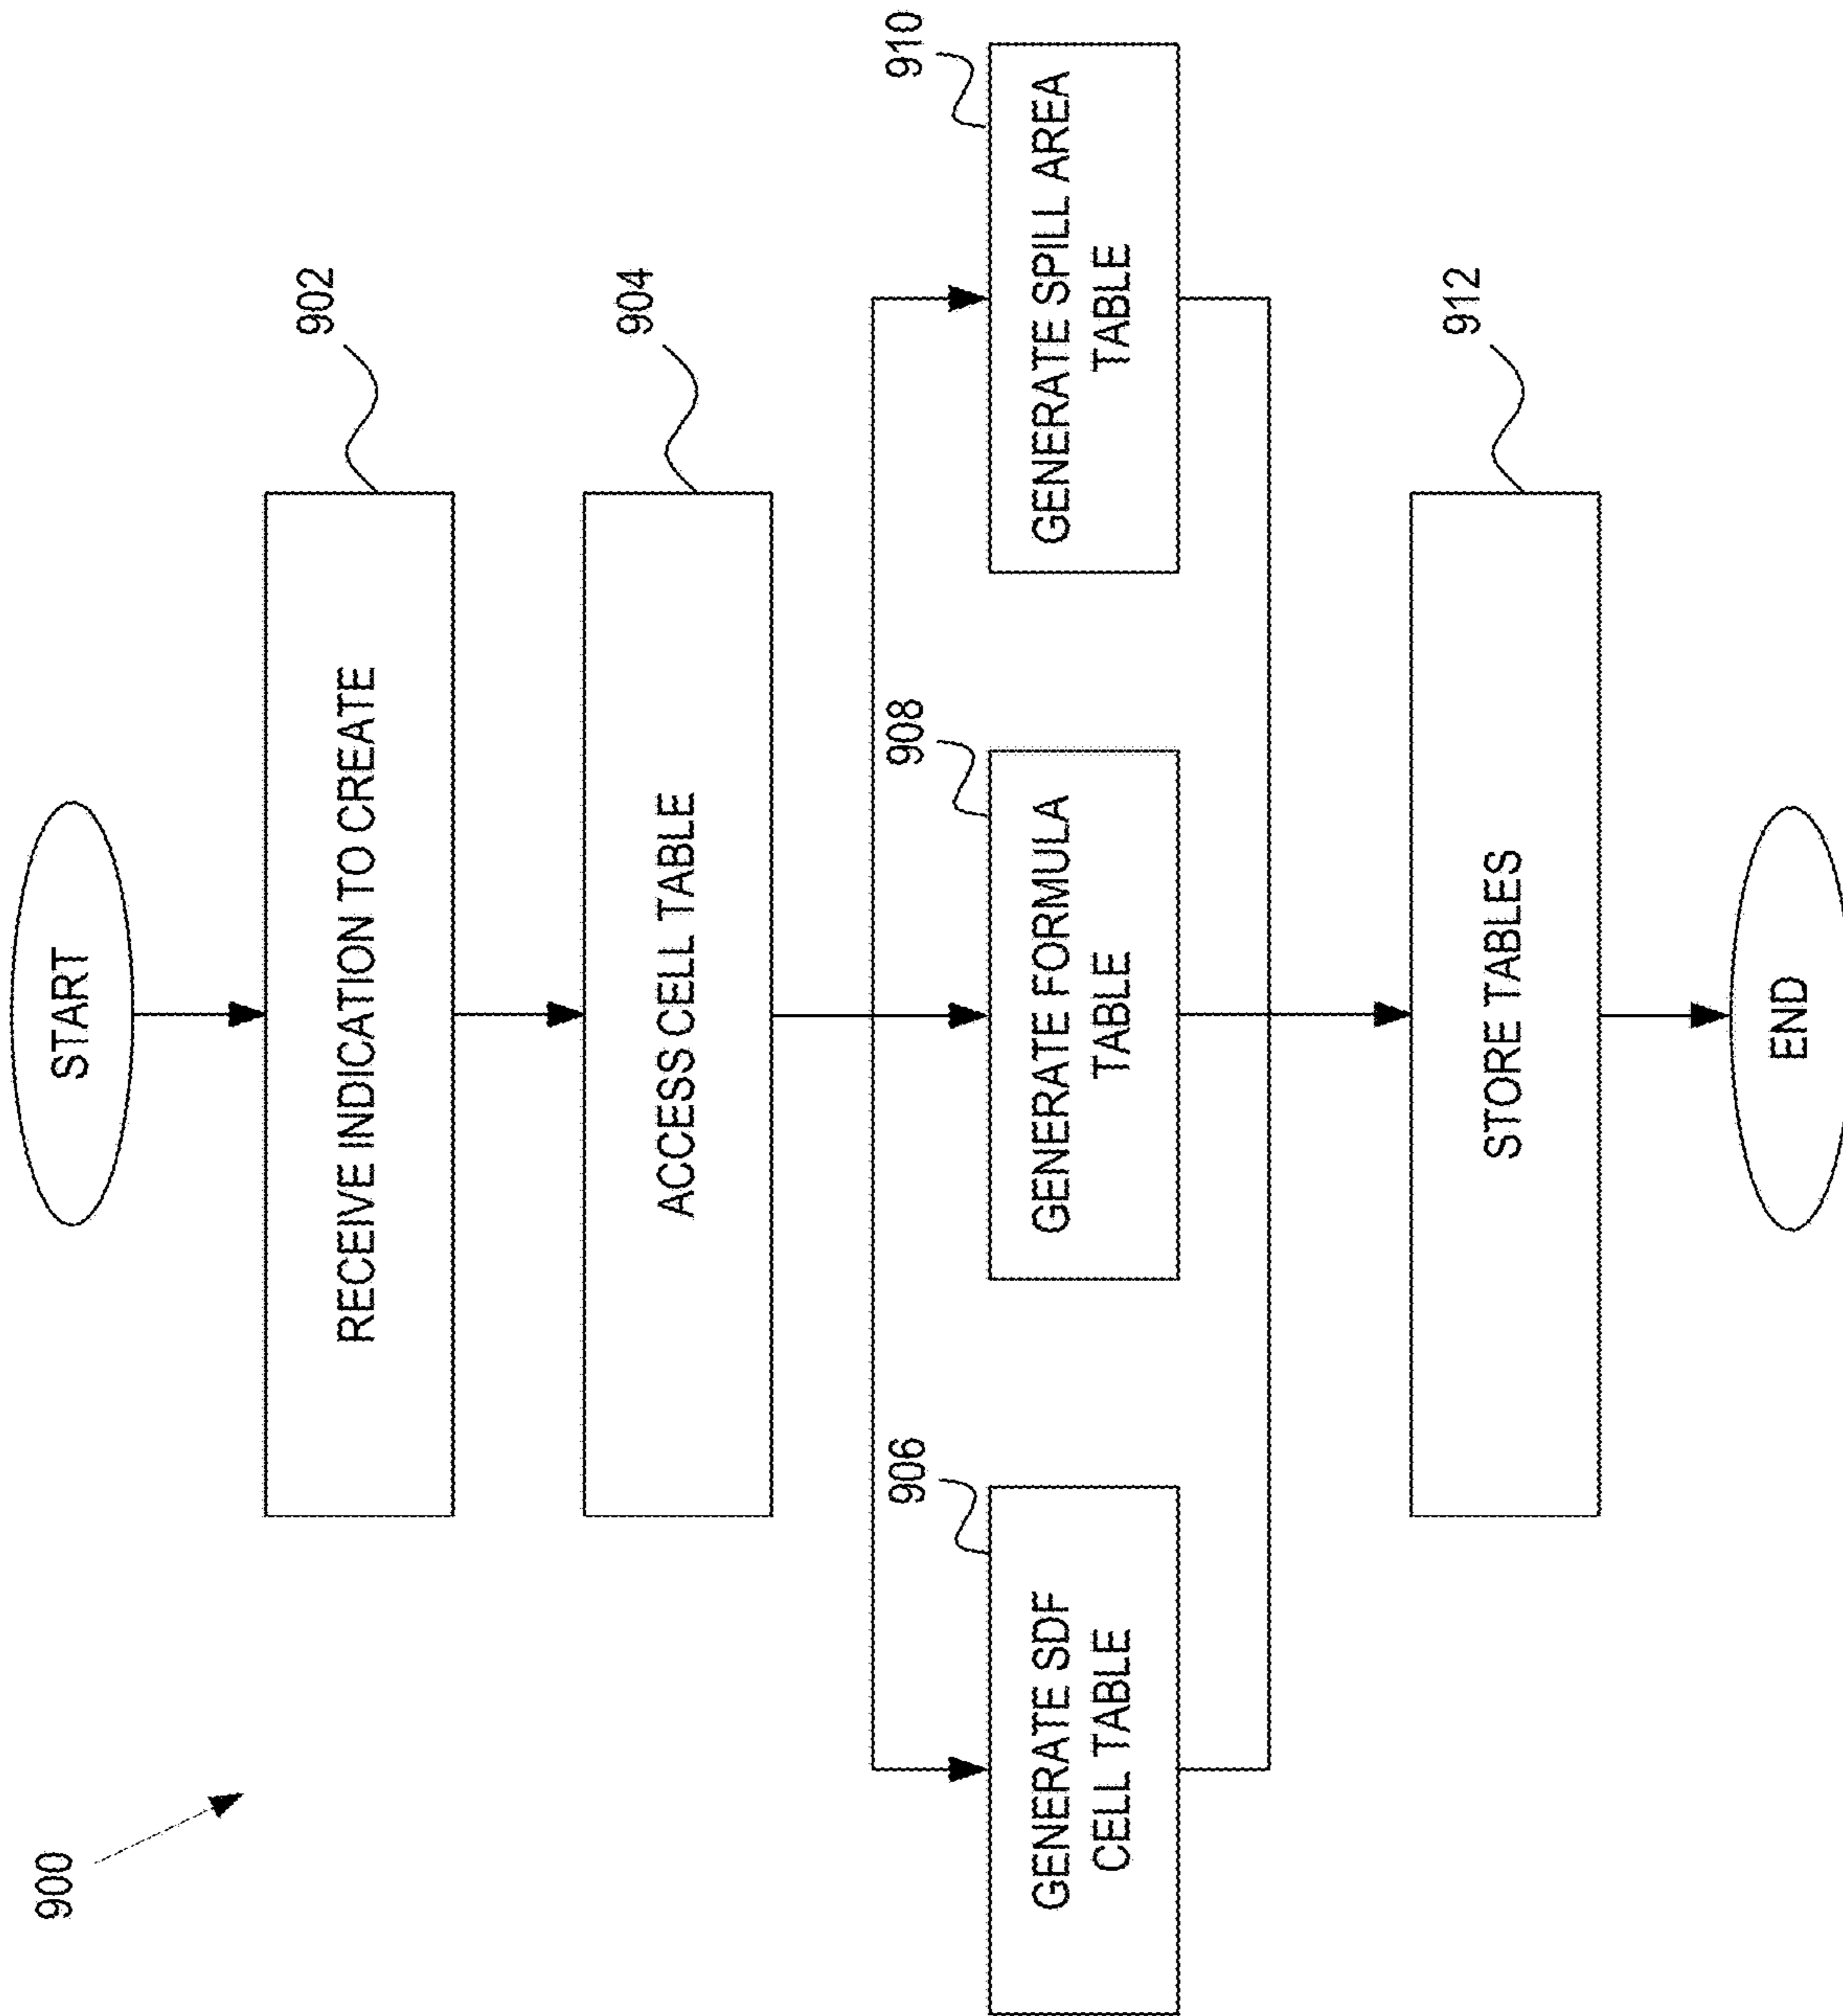 900
START
RECEIVE INDICATION TO CREATE
902
ACCESS CELL TABLE
904
906
GENERATE SDF
CELL TABLE
908
GENERATE FORMULA
TABLE
910
GENERATE SPILL AREA
TABLE
STORE TABLES
912
END